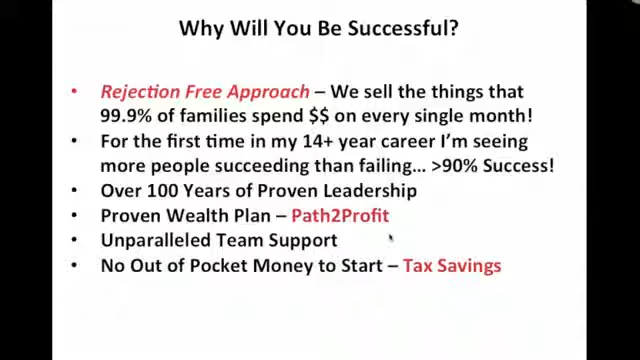 Why Will You Be Successful?
• Rejection Free Approach – We sell the things that
99.9% of families spend $$ on every single month!
• For the first time in my 14+ year career I'm seeing
more people succeeding than failing… >90% Success!
• Over 100 Years of Proven Leadership
• Proven Wealth Plan – Path2Profit
• Unparalleled Team Support
• No Out of Pocket Money to Start – Tax Savings